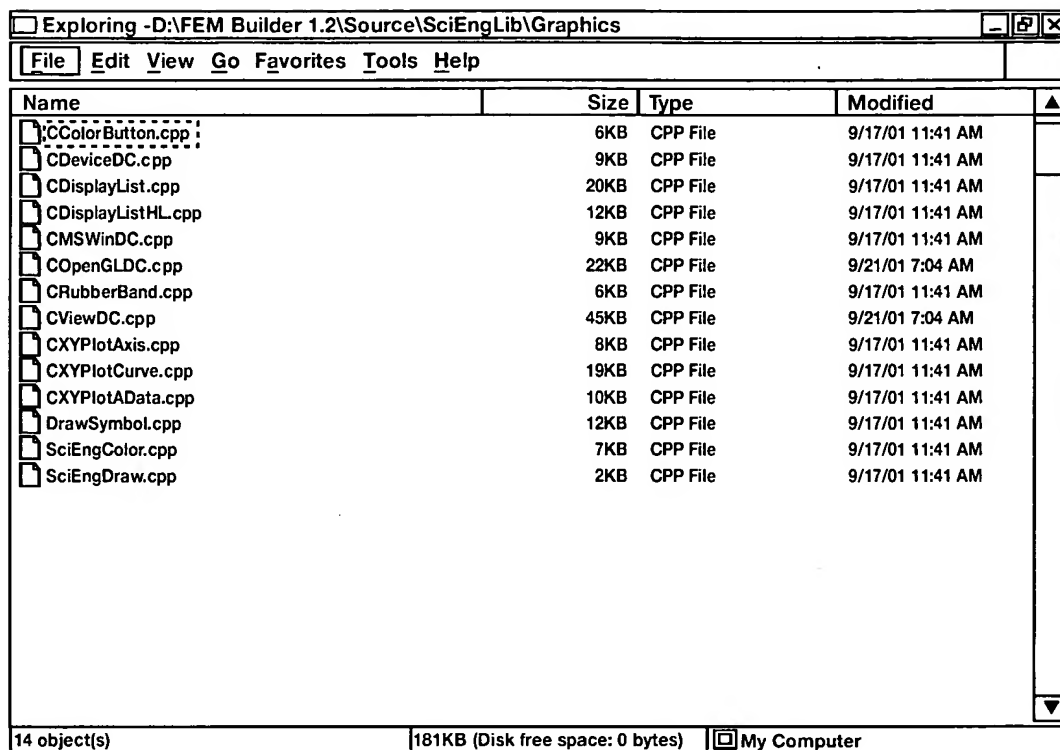 Exploring -D:\FEM Builder 1.2\Source\SciEngLib\Graphics
File Edit View Go Favorites Tools Help
Name Size Type Modified
CColorButton.cpp 6KB CPP File 9/17/01 11:41 AM
CDeviceDC.cpp 9KB CPP File 9/17/01 11:41 AM
CDisplayList.cpp 20KB CPP File 9/17/01 11:41 AM
CDisplayListHL.cpp 12KB CPP File 9/17/01 11:41 AM
CMSWinDC.cpp 9KB CPP File 9/17/01 11:41 AM
COpenGLDC.cpp 22KB CPP File 9/21/01 7:04 AM
CRubberBand.cpp 6KB CPP File 9/17/01 11:41 AM
CViewDC.cpp 45KB CPP File 9/21/01 7:04 AM
CXYPlotAxis.cpp 8KB CPP File 9/17/01 11:41 AM
CXYPlotCurve.cpp 19KB CPP File 9/17/01 11:41 AM
CXYPlotAData.cpp 10KB CPP File 9/17/01 11:41 AM
DrawSymbol.cpp 12KB CPP File 9/17/01 11:41 AM
SciEngColor.cpp 7KB CPP File 9/17/01 11:41 AM
SciEngDraw.cpp 2KB CPP File 9/17/01 11:41 AM
14 object(s) 181KB (Disk free space: 0 bytes) My Computer